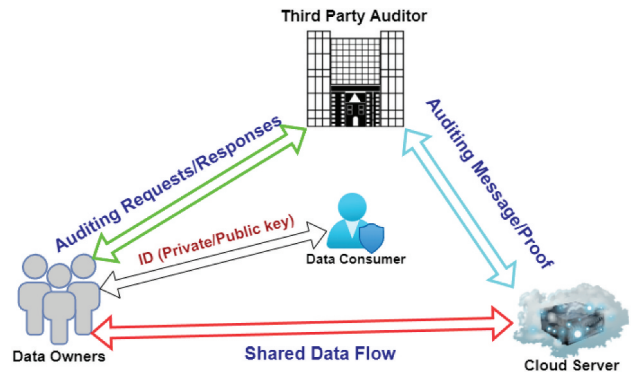 Third Party Auditor
Auditing Requests/Responses
Auditing Message/Proof
ID (Private/Public key)
Data Consumer
Data Owners
Shared Data Flow
Cloud Server